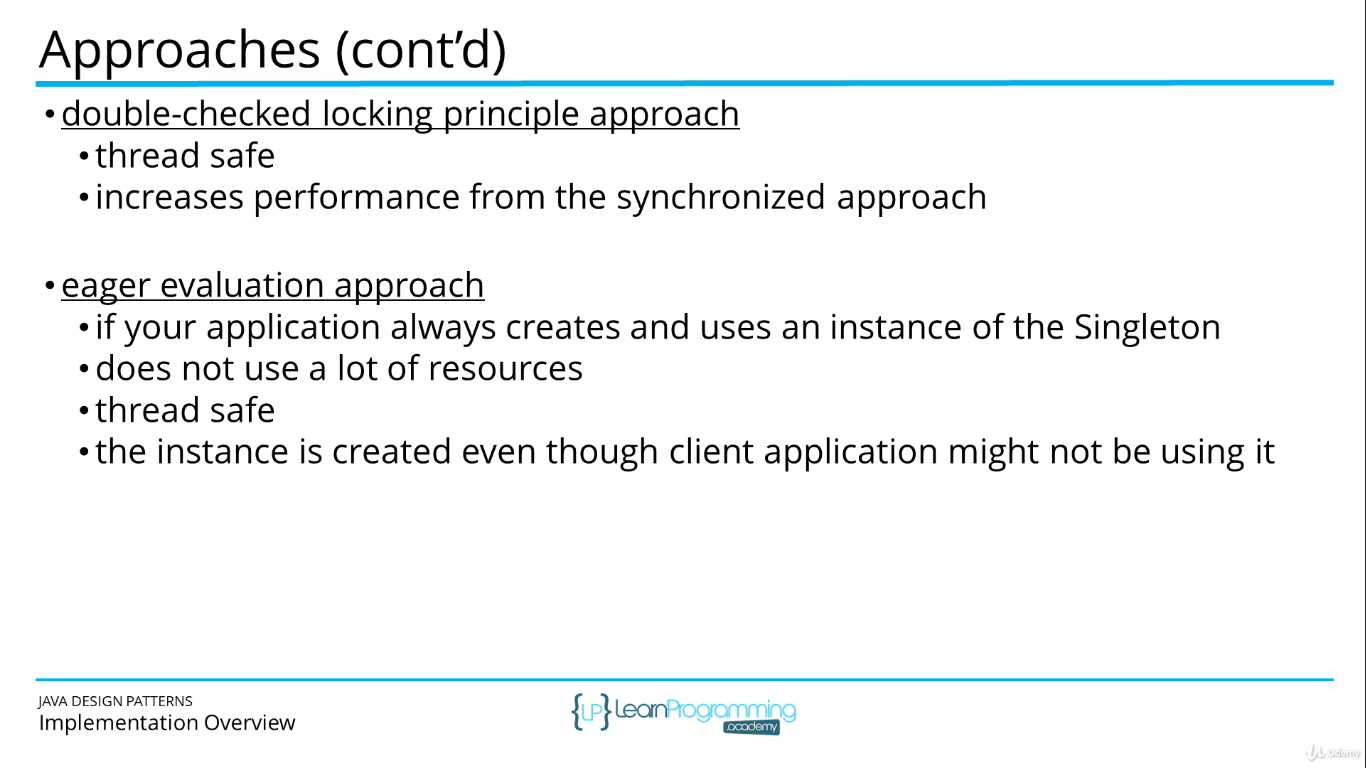 Approaches (cont’d)
•double-checked locking principle approach
•thread safe
•increases performance from the synchronized approach
•eager evaluation approach
•if your application always creates and uses an instance of the Singleton
•does not use a lot of resources
•thread safe
•the instance is created even though client application might not be using it
JAVA DESIGN PATTERNS
Implementation Overview
{LP} LearnProgramming
.academy
Udemy